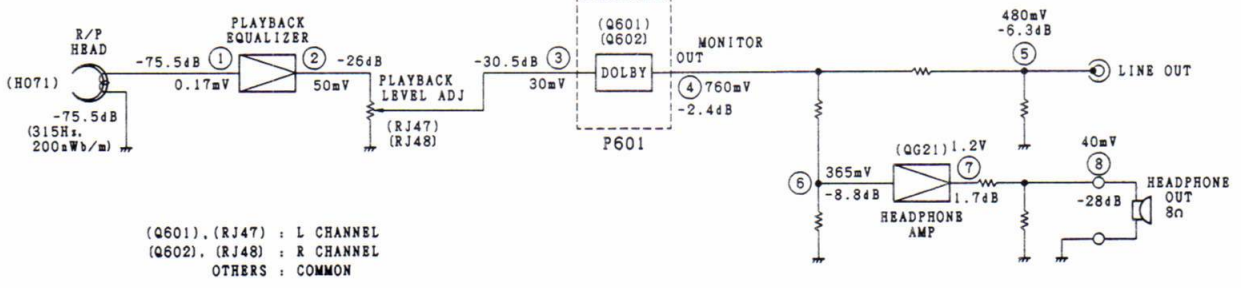 R/P
HEAD
(H071)
-75.5dB
(315Hz,
200nWb/m)
-75.5dB
0.17mV
1
PLAYBACK
EQUALIZER
2
-26dB
50mV
PLAYBACK
LEVEL ADJ
(RJ47)
(RJ48)
-30.5dB
30mV
3
(Q601)
(Q602)
DOLBY
P601
MONITOR
OUT
4
760mV
-2.4dB
480mV
-6.3dB
5
LINE OUT
6
365mV
-8.8dB
(QG21)
HEADPHONE
AMP
1.2V
7
1.7dB
40mV
8
-28dB
HEADPHONE
OUT
8Ω
(Q601), (RJ47) : L CHANNEL
(Q602), (RJ48) : R CHANNEL
OTHERS : COMMON